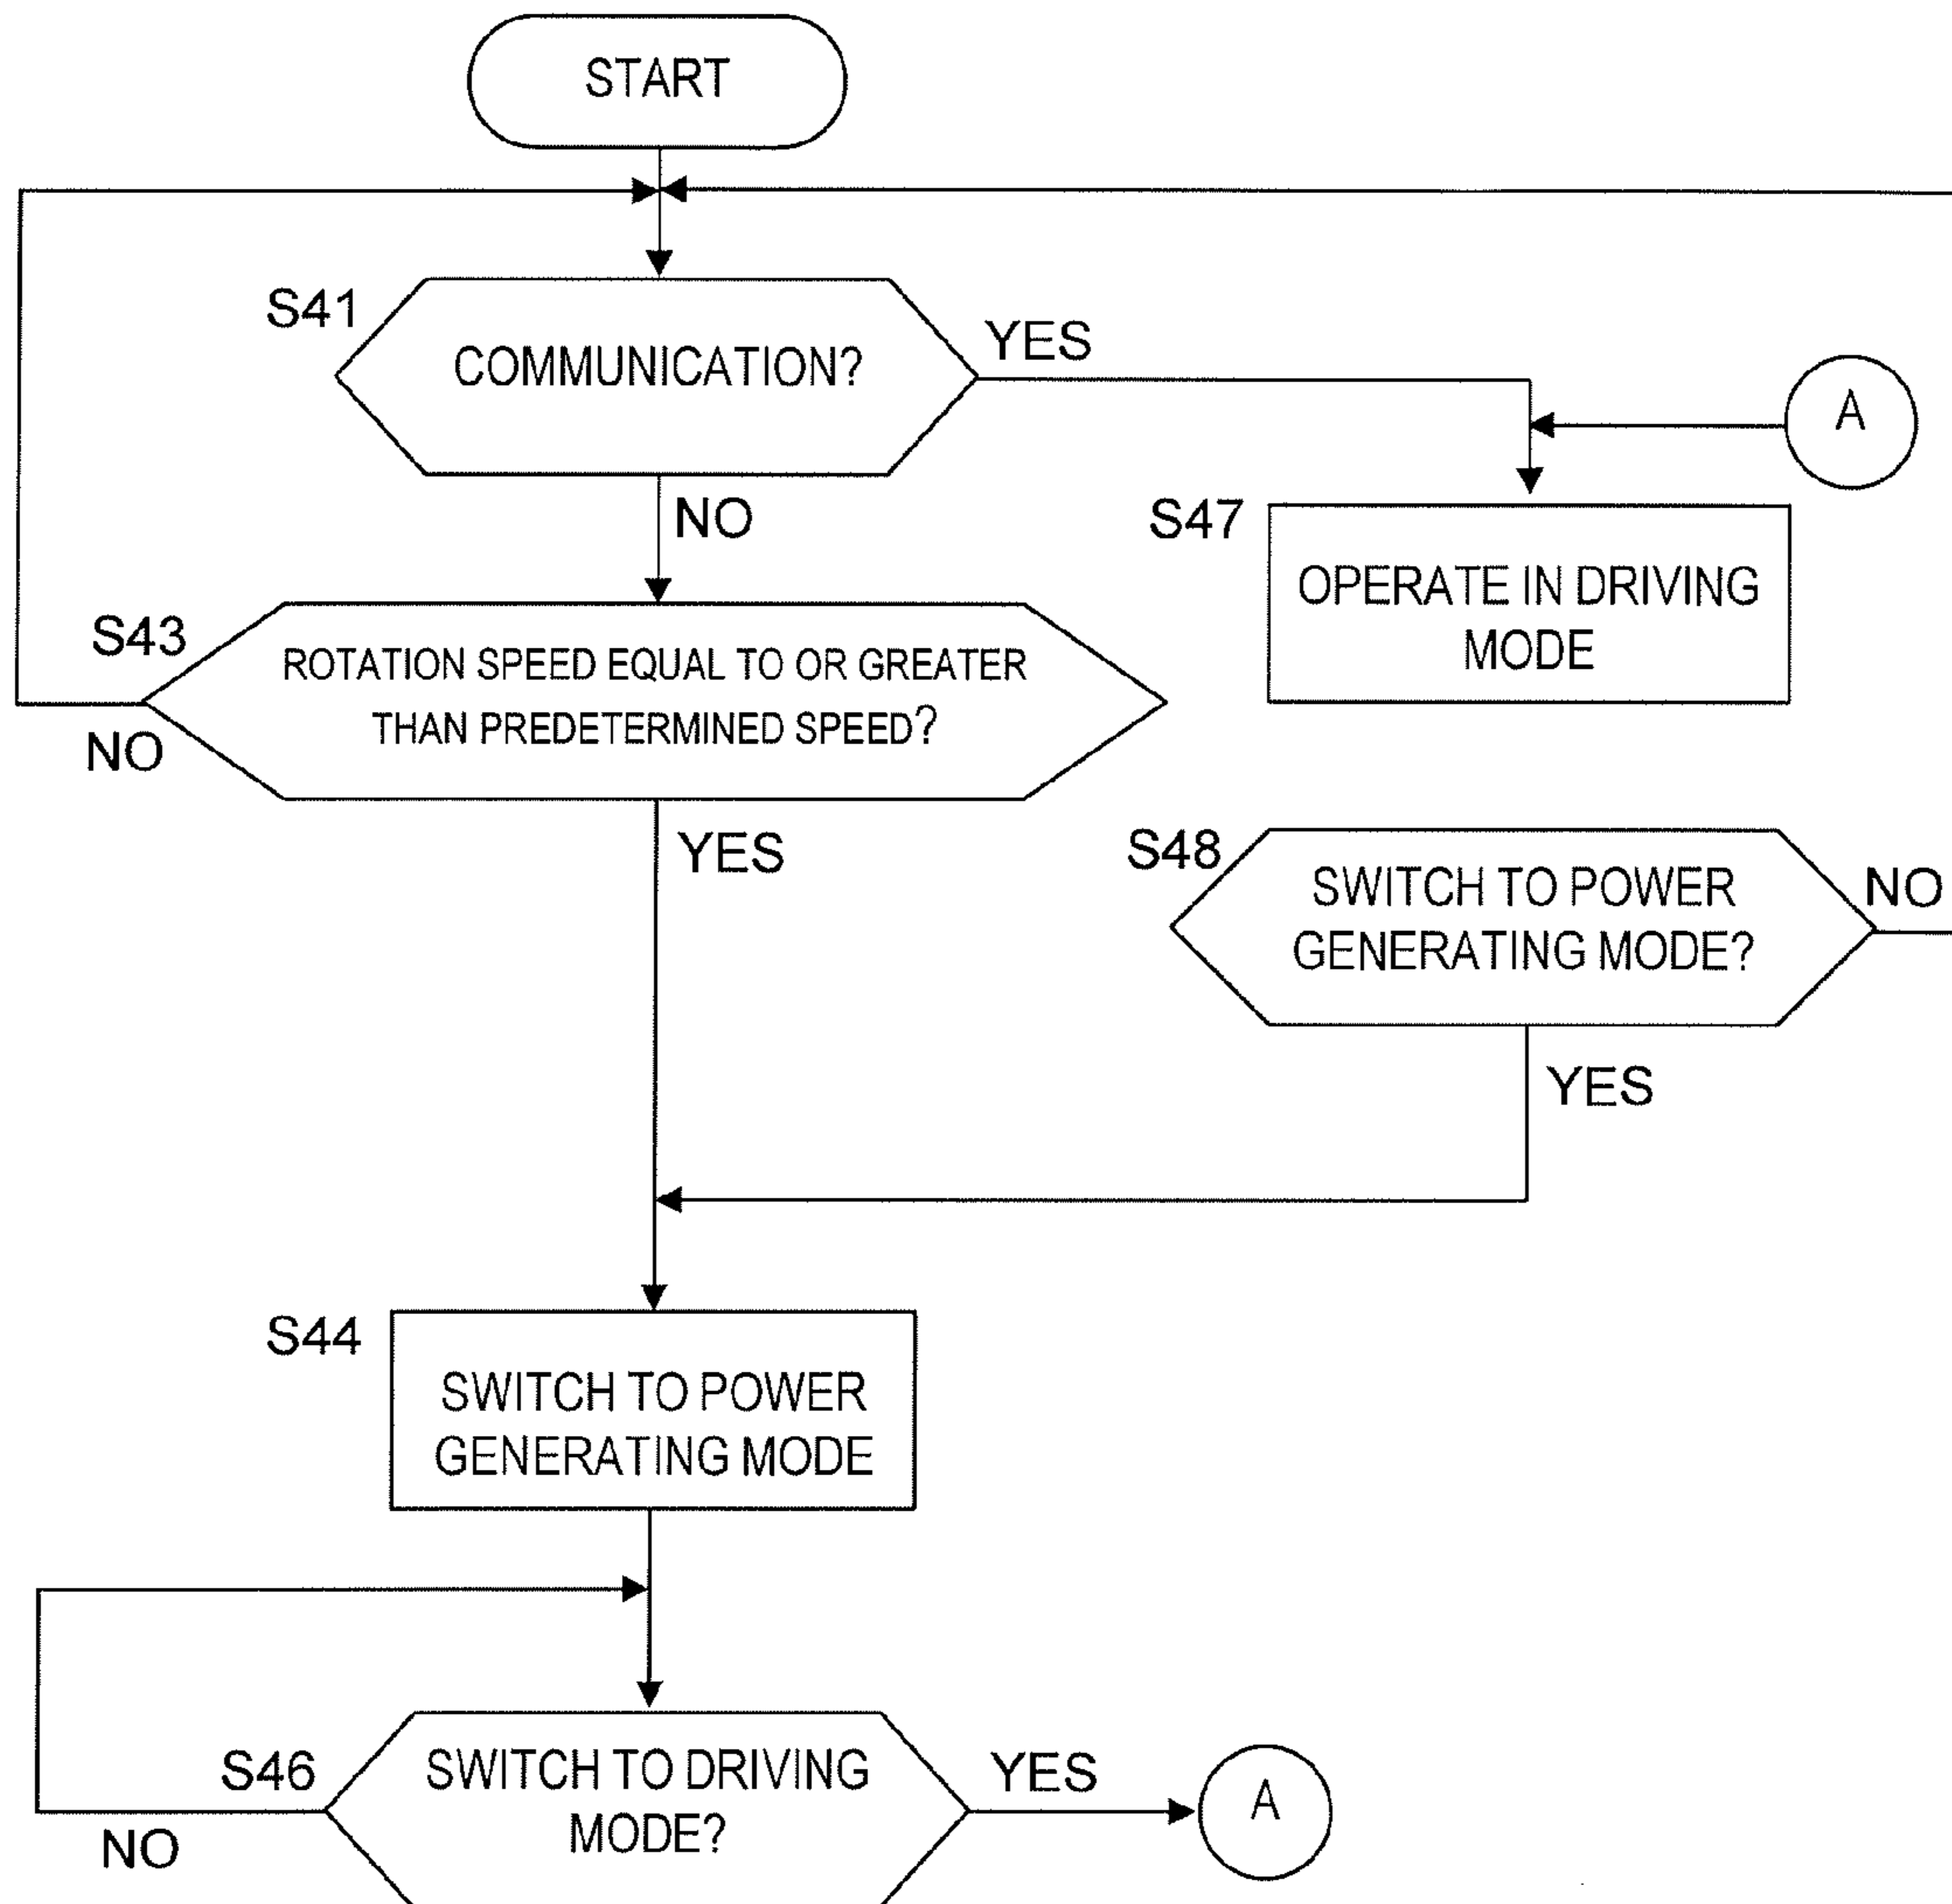 START
S41
COMMUNICATION?
YES
A
NO
S47
OPERATE IN DRIVING
MODE
S43
ROTATION SPEED EQUAL TO OR GREATER
THAN PREDETERMINED SPEED?
NO
YES
S48
SWITCH TO POWER
GENERATING MODE?
NO
YES
S44
SWITCH TO POWER
GENERATING MODE
S46
SWITCH TO DRIVING
MODE?
YES
A
NO